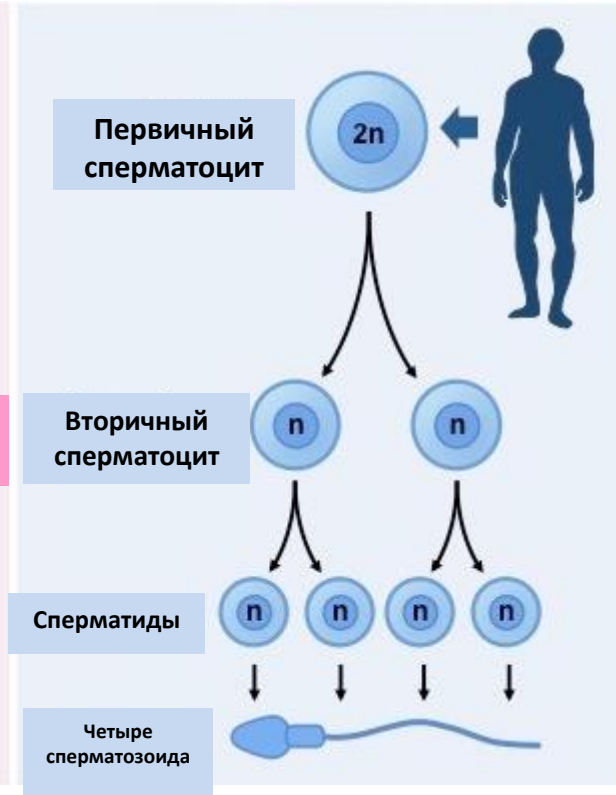 Первичный
сперматоцит
2n
Вторичный
сперматоцит
n n
Сперматиды
n n n n
Четыре
сперматозоида